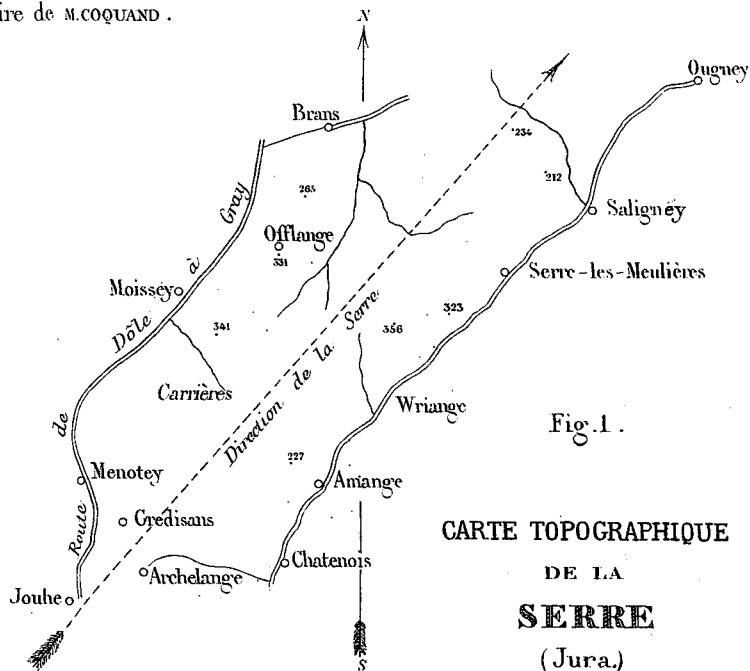 ire de M. COQUAND .
N
Ougney
Brans
234
212
265
Saligney
Offlange
331
Serre-les-Meulières
Moissey
323
341
356
Carrières
Wriange
Fig. 1 .
227
Menotey
Amange
Gredisans
Chatenois
Archelange
Jouhe
Route de Dôle à Gray
Direction de la Serre
S
CARTE TOPOGRAPHIQUE
DE LA
SERRE
(Jura.)